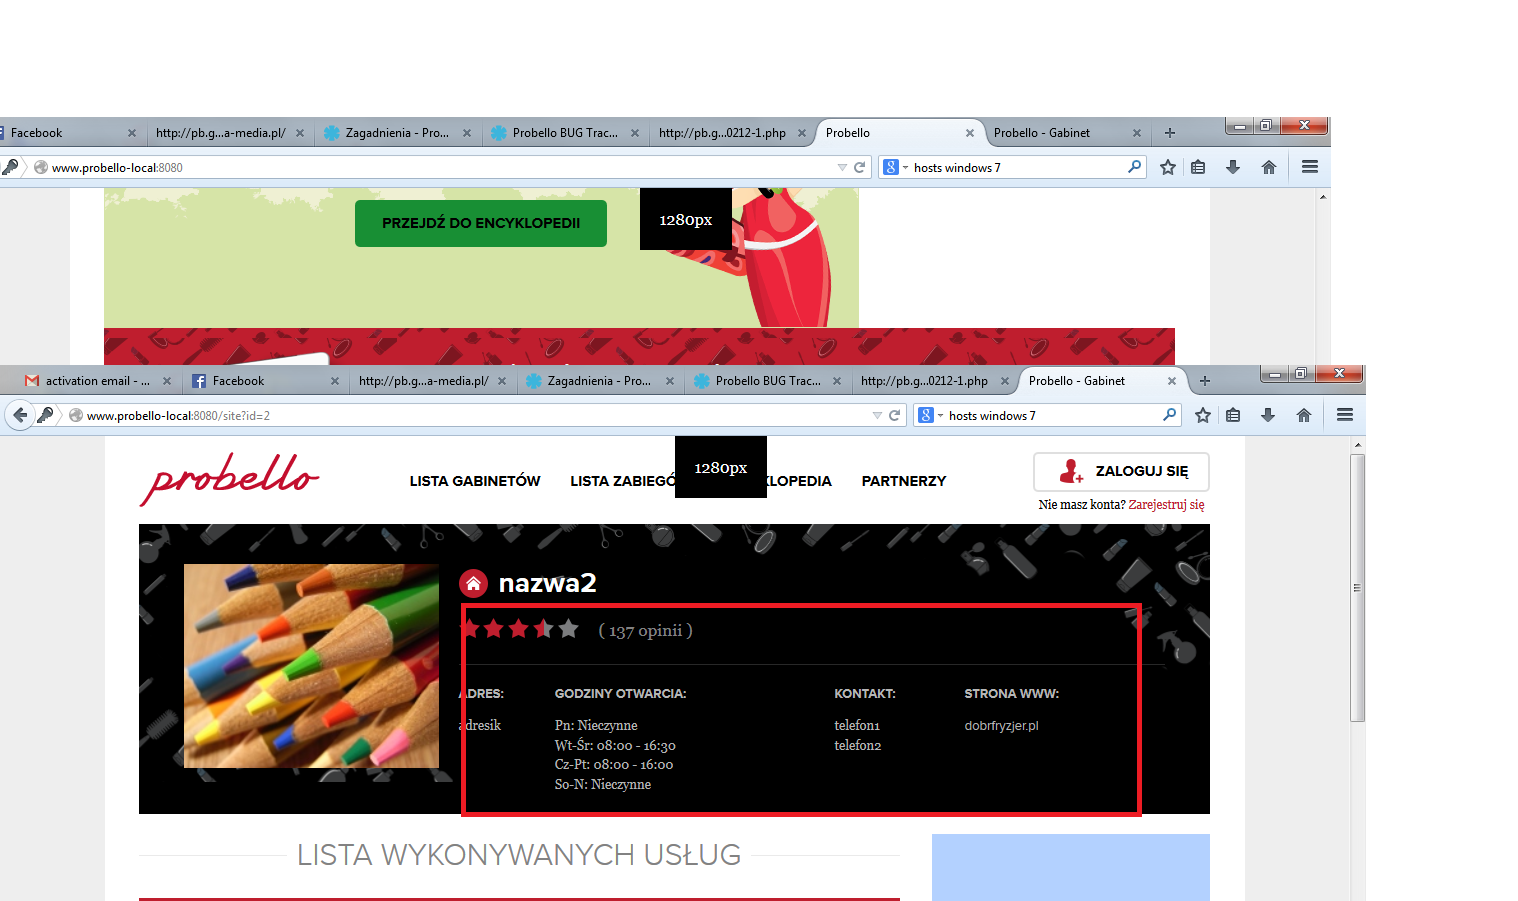 Facebook
http://pb.g...a-media.pl/
Zagadnienia - Pro...
Probello BUG Trac...
http://pb.g...0212-1.php
Probello
Probello - Gabinet
www.probello-local:8080
hosts windows 7
PRZEJDŹ DO ENCYKLOPEDII
1280px
activation email - ...
Facebook
http://pb.g...a-media.pl/
Zagadnienia - Pro...
Probello BUG Trac...
http://pb.g...0212-1.php
Probello - Gabinet
www.probello-local:8080/site?id=2
hosts windows 7
probello
LISTA GABINETÓW
LISTA ZABIEGÓ
1280px
KLOPEDIA
PARTNERZY
ZALOGUJ SIĘ
Nie masz konta? Zarejestruj się
nazwa2
( 137 opinii )
ADRES:
adresik
GODZINY OTWARCIA:
Pn: Nieczynne
Wt-Śr: 08:00 - 16:30
Cz-Pt: 08:00 - 16:00
So-N: Nieczynne
KONTAKT:
telefon1
telefon2
STRONA WWW:
dobrfryzjer.pl
LISTA WYKONYWANYCH USŁUG